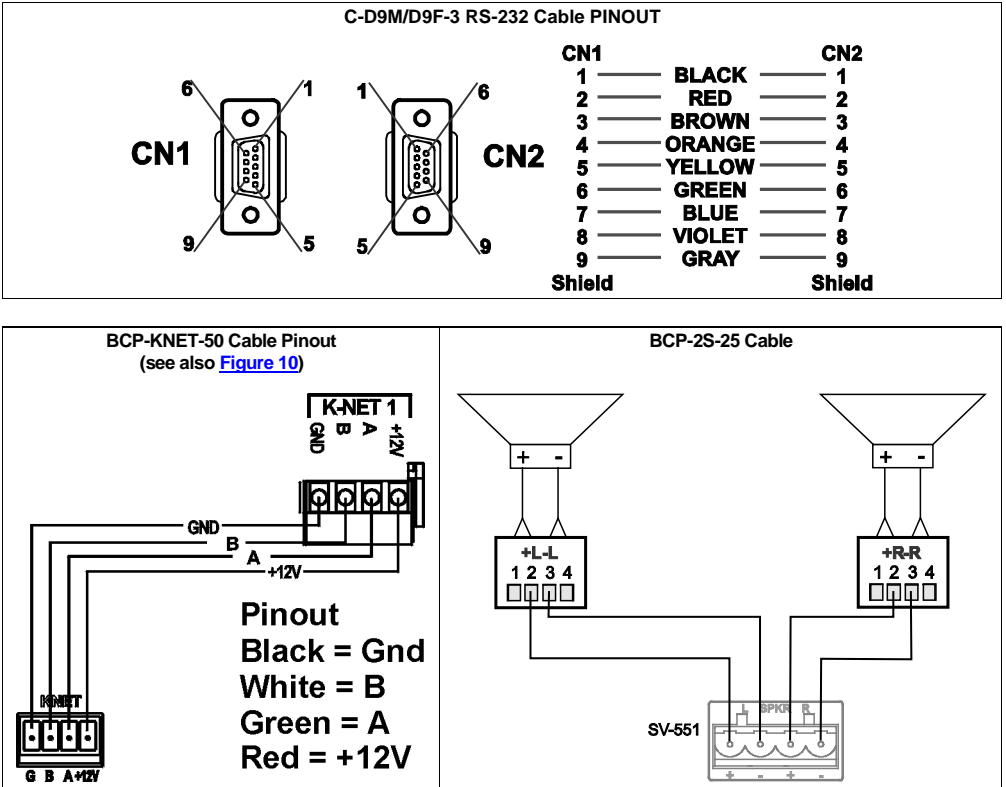 C-D9M/D9F-3 RS-232 Cable PINOUT
6 1
CN1
9 5
1 6
CN2
5 9
CN1 CN2
1 BLACK 1
2 RED 2
3 BROWN 3
4 ORANGE 4
5 YELLOW 5
6 GREEN 6
7 BLUE 7
8 VIOLET 8
9 GRAY 9
Shield Shield
BCP-KNET-50 Cable Pinout
(see also Figure 10)
K-NET 1
GND B A +12V
GND
B
A
+12V
Pinout
Black = Gnd
White = B
Green = A
Red = +12V
KNET
G B A +12V
BCP-2S-25 Cable
+ -
+ -
+L-L
1 2 3 4
+R-R
1 2 3 4
SV-551
L SPKR R
+ - + -